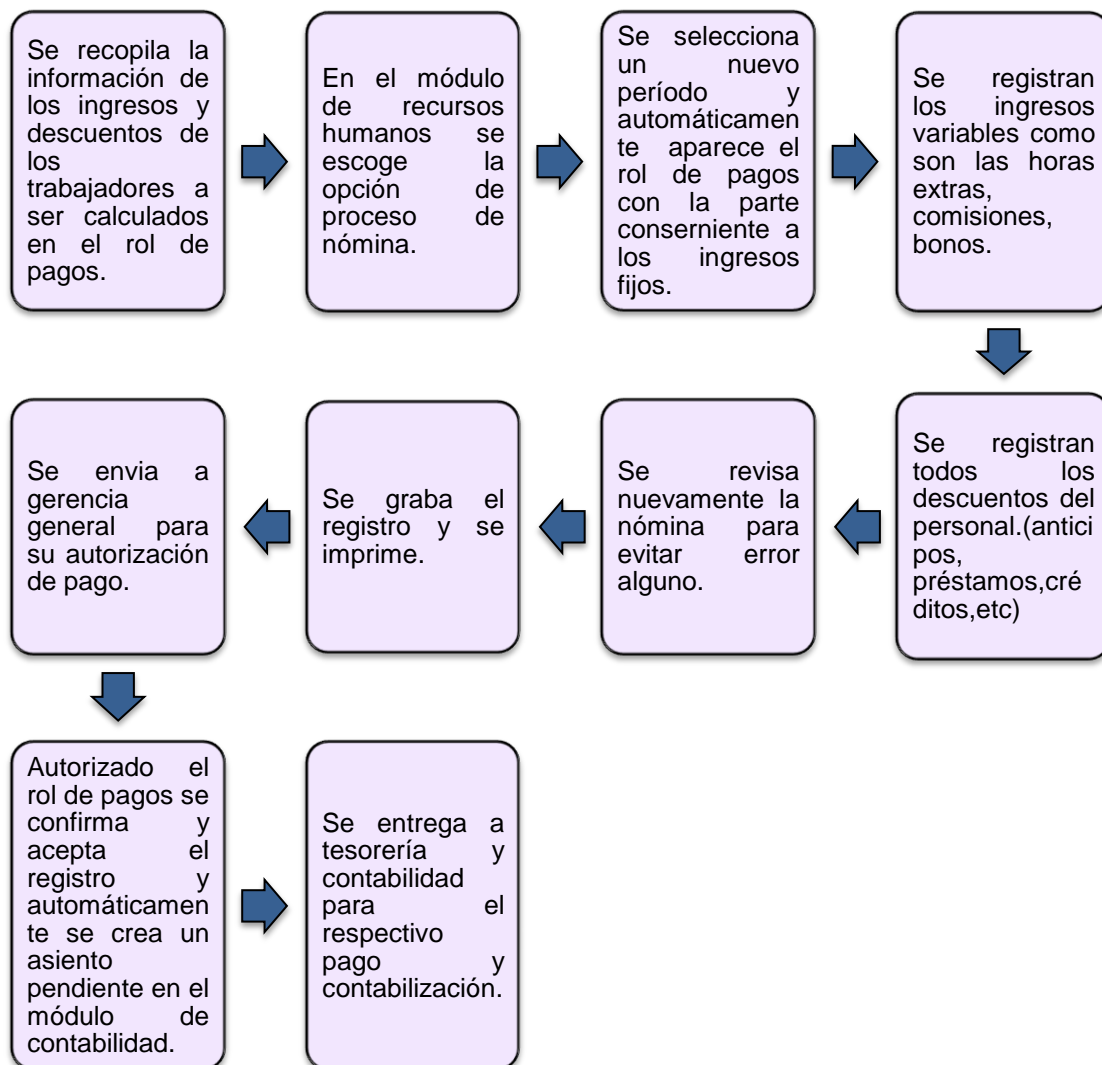 Se recopila la
información de
los ingresos y
descuentos de
los
trabajadores a
ser calculados
en el rol de
pagos.
En el módulo
de recursos
humanos se
escoge la
opción de
proceso de
nómina.
Se selecciona
un nuevo
período y
automáticamen
te aparece el
rol de pagos
con la parte
conserniente a
los ingresos
fijos.
Se registran
los ingresos
variables como
son las horas
extras,
comisiones,
bonos.
Se registran
todos los
descuentos del
personal.(antici
pos,
préstamos,cré
ditos,etc)
Se revisa
nuevamente la
nómina para
evitar error
alguno.
Se graba el
registro y se
imprime.
Se envia a
gerencia
general para
su autorización
de pago.
Autorizado el
rol de pagos se
confirma y
acepta el
registro y
automáticamen
te se crea un
asiento
pendiente en el
módulo de
contabilidad.
Se entrega a
tesorería y
contabilidad
para el
respectivo
pago y
contabilización.